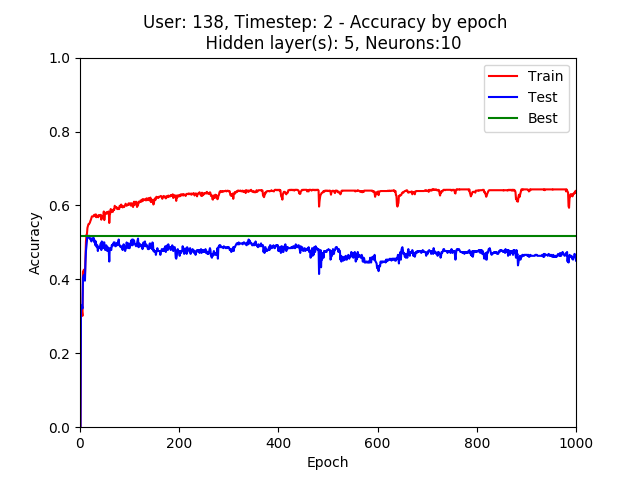 User: 138, Timestep: 2 - Accuracy by epoch
Hidden layer(s): 5, Neurons:10
1.0
0.8
0.6
0.4
0.2
0.0
Accuracy
Train
Test
Best
0 200 400 600 800 1000
Epoch